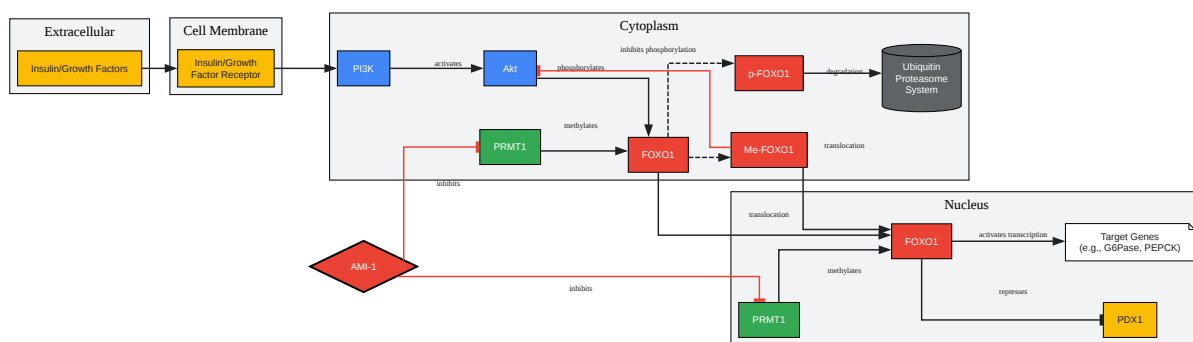 Extracellular
Insulin/Growth Factors
Cell Membrane
Insulin/Growth
Factor Receptor
Cytoplasm
PI3K
activates
Akt
inhibits phosphorylation
phosphorylates
p-FOXO1
degradation
Ubiquitin
Proteasome
System
PRMT1
methylates
FOXO1
Me-FOXO1
translocation
inhibits
AMI-1
inhibits
Nucleus
translocation
FOXO1
activates transcription
Target Genes
(e.g., G6Pase, PEPCK)
methylates
represses
PRMT1
PDX1